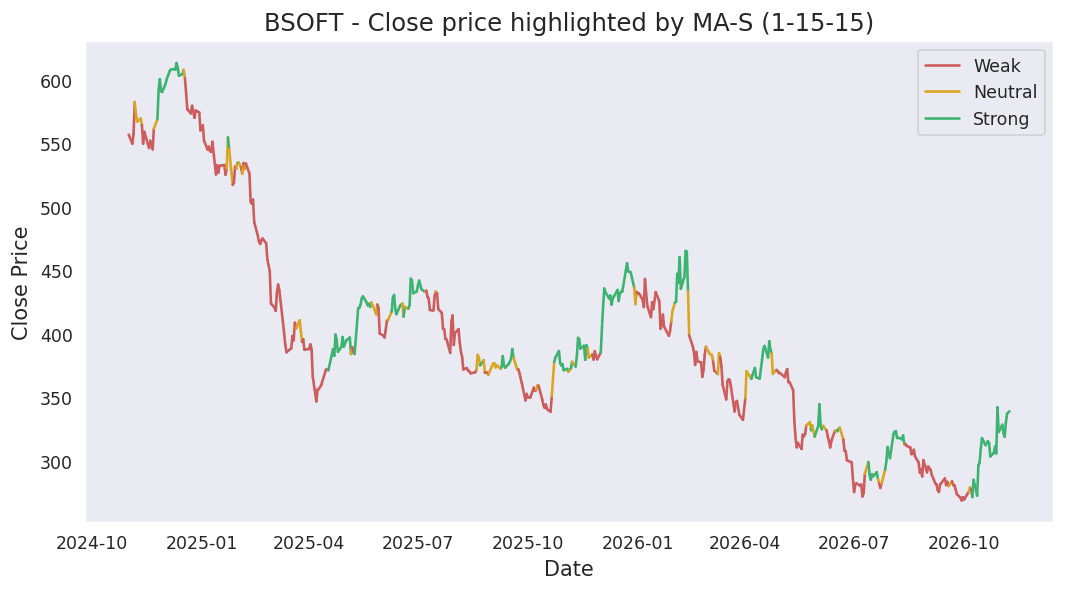 BSOFT - Close price highlighted by MA-S (1-15-15)
Weak
Neutral
Strong
Close Price
600
550
500
450
400
350
300
2024-10 2025-01 2025-04 2025-07 2025-10 2026-01 2026-04 2026-07 2026-10
Date